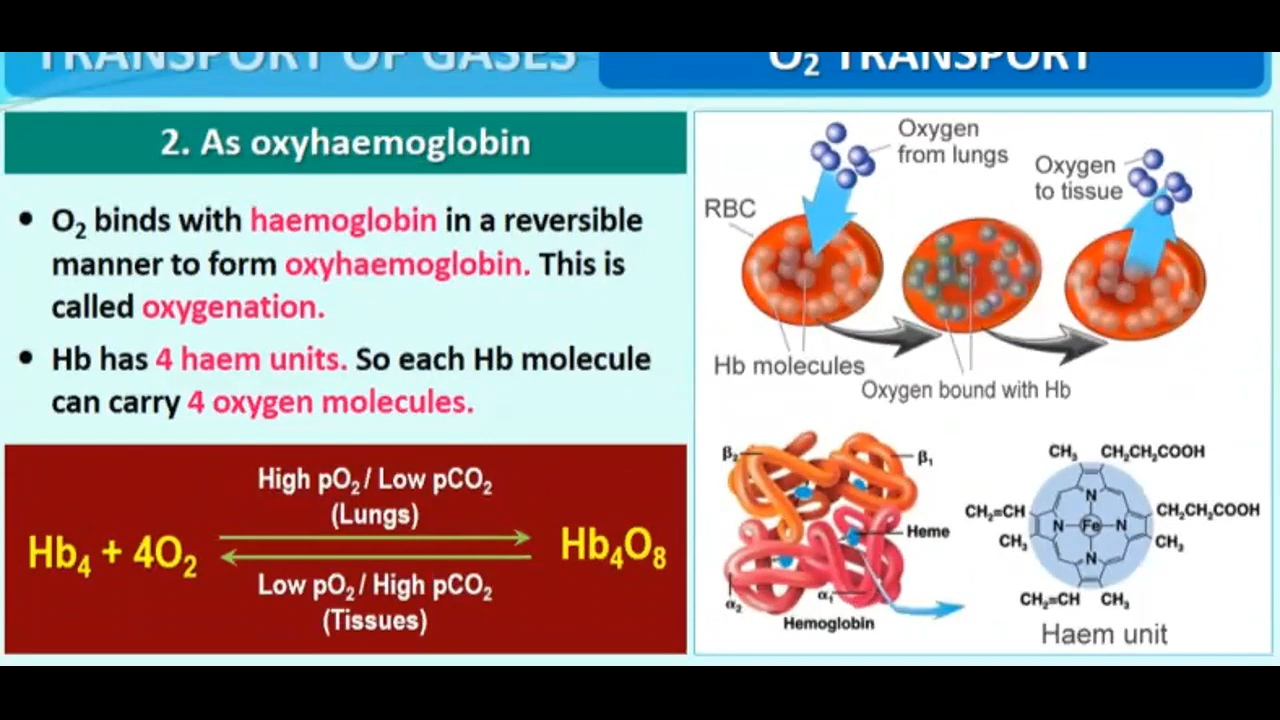 TRANSPORT OF GASES
O₂ TRANSPORT
2. As oxyhaemoglobin
• O₂ binds with haemoglobin in a reversible
manner to form oxyhaemoglobin. This is
called oxygenation.
• Hb has 4 haem units. So each Hb molecule
can carry 4 oxygen molecules.
High pO₂ / Low pCO₂
(Lungs)
Hb₄ + 4O₂
Hb₄O₈
Low pO₂ / High pCO₂
(Tissues)
Oxygen
from lungs
Oxygen
to tissue
RBC
Hb molecules
Oxygen bound with Hb
β₂
β₁
Heme
α₂
α₁
Hemoglobin
CH₃
CH₂CH₂COOH
CH₂=CH
N
CH₂CH₂COOH
N
Fe
N
CH₃
CH₃
N
CH₂=CH
CH₃
Haem unit